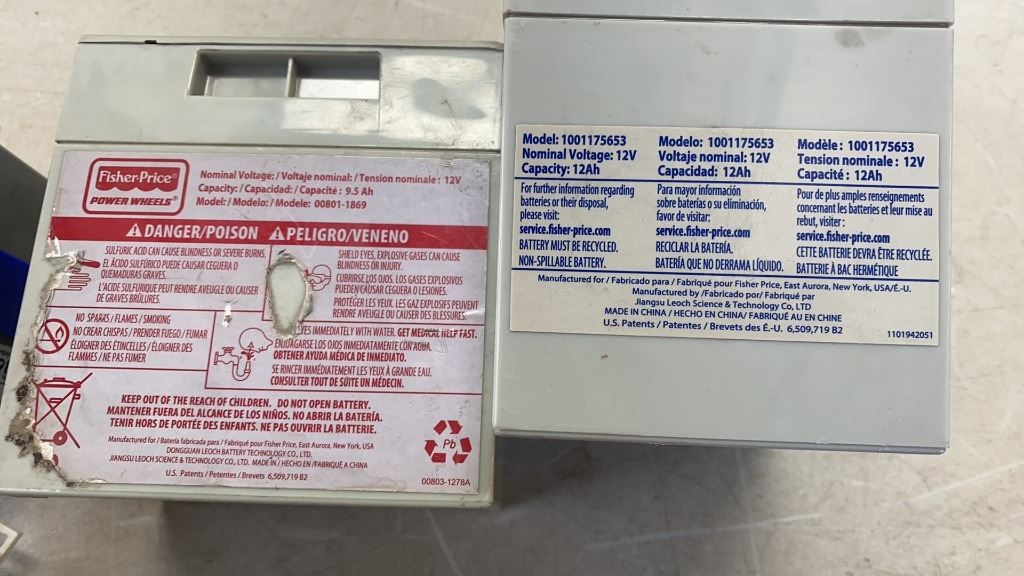 Fisher-Price®
POWER WHEELS®
Nominal Voltage: / Voltaje nominal: / Tension nominale : 12V
Capacity: / Capacidad: / Capacité : 9.5 Ah
Model: / Modelo: / Modele: 00801-1869
DANGER/POISON PELIGRO/VENENO
SULFURIC ACID CAN CAUSE BLINDNESS OR SEVERE BURNS.
EL ÁCIDO SULFÚRICO PUEDE CAUSAR CEGUERA O
QUEMADURAS GRAVES.
L'ACIDE SULFURIQUE PEUT RENDRE AVEUGLE OU CAUSER
DE GRAVES BRÛLURES.
SHIELD EYES, EXPLOSIVE GASES CAN CAUSE
BLINDNESS OR INJURY.
CUBRIRSE LOS OJOS. LOS GASES EXPLOSIVOS
PUEDEN CAUSAR CEGUERA O LESIONES.
PROTÉGER LES YEUX. LES GAZ EXPLOSIFS PEUVENT
RENDRE AVEUGLE OU CAUSER DES BLESSURES.
NO SPARKS / FLAMES / SMOKING
NO CREAR CHISPAS / PRENDER FUEGO / FUMAR
ÉLOIGNER DES ÉTINCELLES / ÉLOIGNER DES
FLAMMES / NE PAS FUMER
EYES IMMEDIATELY WITH WATER. GET MEDICAL HELP FAST.
ENJUAGARSE LOS OJOS INMEDIATAMENTE CON AGUA.
OBTENER AYUDA MÉDICA DE INMEDIATO.
SE RINCER IMMÉDIATEMENT LES YEUX À GRANDE EAU.
CONSULTER TOUT DE SUITE UN MÉDECIN.
KEEP OUT OF THE REACH OF CHILDREN. DO NOT OPEN BATTERY.
MANTENER FUERA DEL ALCANCE DE LOS NIÑOS. NO ABRIR LA BATERÍA.
TENIR HORS DE PORTÉE DES ENFANTS. NE PAS OUVRIR LA BATTERIE.
Manufactured for / Batería fabricada para / Fabriqué pour Fisher Price, East Aurora, New York, USA
DONGGUAN LEOCH BATTERY TECHNOLOGY CO., LTD.
JIANGSU LEOCH SCIENCE & TECHNOLOGY CO., LTD. MADE IN / HECHO EN /FABRIQUÉ A CHINA
U.S. Patents / Petentes / Brevets 6,509,719 B2
Pb
00803-1278A
Model: 1001175653
Nominal Voltage: 12V
Capacity: 12Ah
For further information regarding
batteries or their disposal,
please visit:
service.fisher-price.com
BATTERY MUST BE RECYCLED.
NON-SPILLABLE BATTERY.
Modelo: 1001175653
Voltaje nominal: 12V
Capacidad: 12Ah
Para mayor información
sobre baterías o su eliminación,
favor de visitar:
service.fisher-price.com
RECICLAR LA BATERÍA.
BATERÍA QUE NO DERRAMA LÍQUIDO.
Modèle : 1001175653
Tension nominale : 12V
Capacité : 12Ah
Pour de plus amples renseignements
concernant les batteries et leur mise au
rebut, visiter :
service.fisher-price.com
CETTE BATTERIE DEVRA ÊTRE RECYCLÉE.
BATTERIE À BAC HERMÉTIQUE
Manufactured for / Fabricado para / Fabriqué pour Fisher Price, East Aurora, New York, USA/É.-U.
Manufactured by /Fabricado por/ Fabriqué par
Jiangsu Leoch Science & Technology Co. LTD
MADE IN CHINA / HECHO EN CHINA/ FABRIQUÉ AU EN CHINE
U.S. Patents / Patentes / Brevets des É.-U. 6,509,719 B2
1101942051